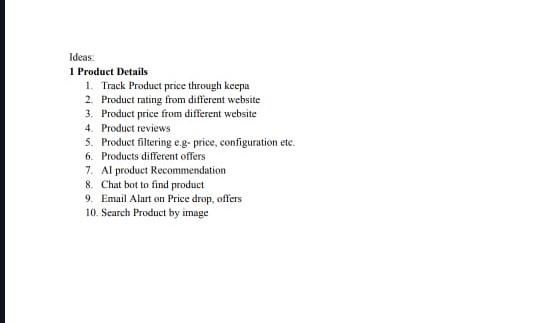 Ideas:
1 Product Details
1. Track Product price through keepa
2. Product rating from different website
3. Product price from different website
4. Product reviews
5. Product filtering e.g- price, configuration etc.
6. Products different offers
7. AI product Recommendation
8. Chat bot to find product
9. Email Alart on Price drop, offers
10. Search Product by image